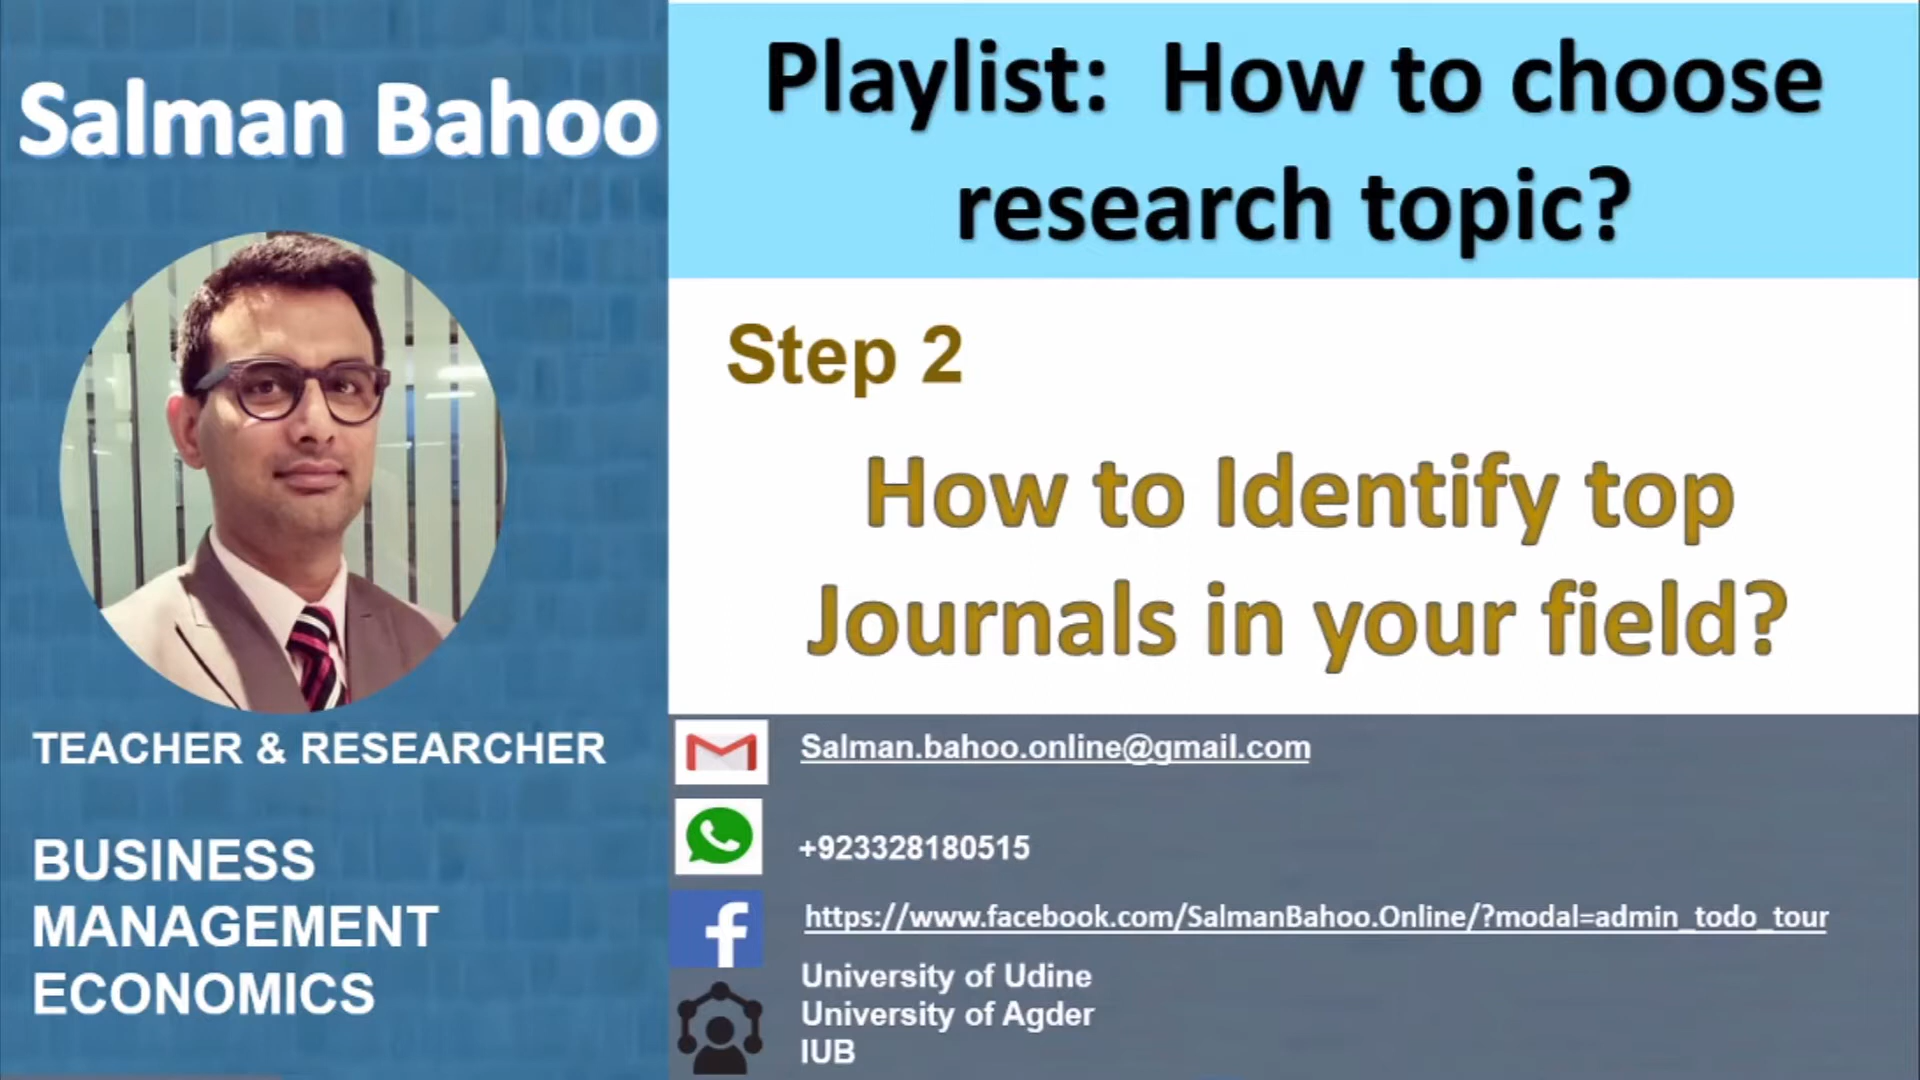 Salman Bahoo
TEACHER & RESEARCHER
BUSINESS
MANAGEMENT
ECONOMICS
Playlist: How to choose
research topic?
Step 2
How to Identify top
Journals in your field?
Salman.bahoo.online@gmail.com
+923328180515
https://www.facebook.com/SalmanBahoo.Online/?modal=admin_todo_tour
University of Udine
University of Agder
IUB